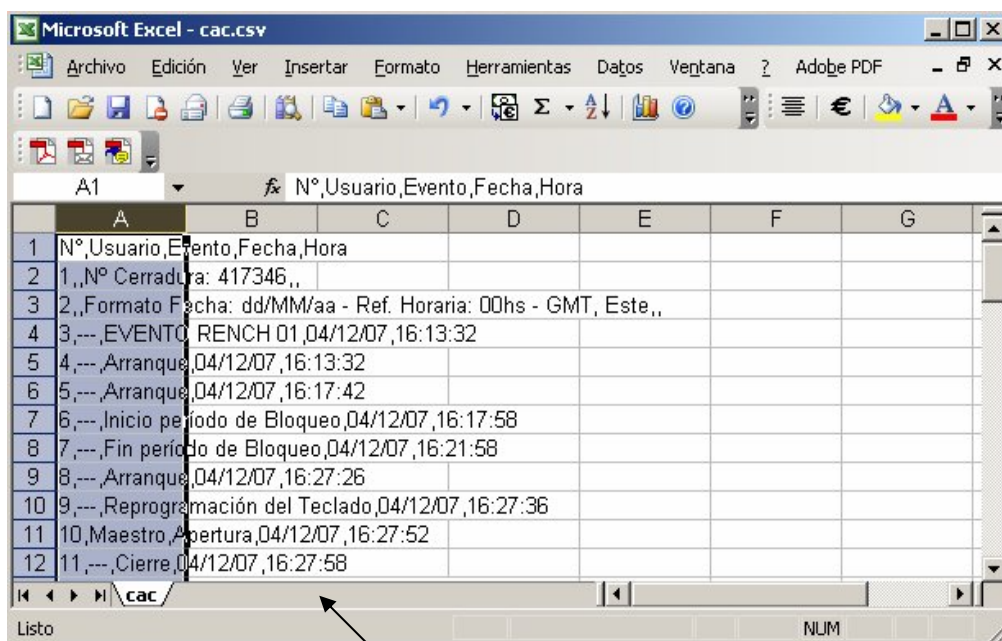 Microsoft Excel - cac.csv
Archivo Edición Ver Insertar Formato Herramientas Datos Ventana ? Adobe PDF
A1 fx N°,Usuario,Evento,Fecha,Hora
A B C D E F G
1 N°,Usuario,Evento,Fecha,Hora
2 1,,Nº Cerradura: 417346,,
3 2,,Formato Fecha: dd/MM/aa - Ref. Horaria: 00hs - GMT, Este,,
4 3,---,EVENTO RENCH 01,04/12/07,16:13:32
5 4,---,Arranque,04/12/07,16:13:32
6 5,---,Arranque,04/12/07,16:17:42
7 6,---,Inicio período de Bloqueo,04/12/07,16:17:58
8 7,---,Fin período de Bloqueo,04/12/07,16:21:58
9 8,---,Arranque,04/12/07,16:27:26
10 9,---,Reprogramación del Teclado,04/12/07,16:27:36
11 10,Maestro,Apertura,04/12/07,16:27:52
12 11,---,Cierre,04/12/07,16:27:58
cac
Listo NUM